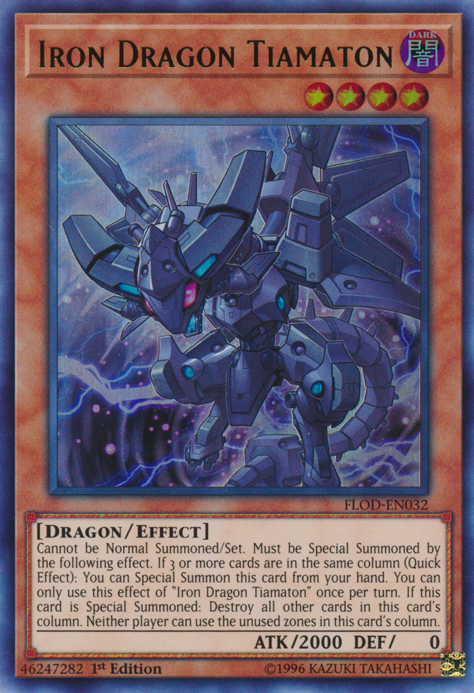 IRON DRAGON TIAMATON
DARK
闇
FLOD-EN032
[DRAGON/EFFECT]
Cannot be Normal Summoned/Set. Must be Special Summoned by
the following effect. If 3 or more cards are in the same column (Quick
Effect): You can Special Summon this card from your hand. You can
only use this effect of "Iron Dragon Tiamaton" once per turn. If this
card is Special Summoned: Destroy all other cards in this card's
column. Neither player can use the unused zones in this card's column.
ATK/2000 DEF/ 0
46247282 1st Edition ©1996 KAZUKI TAKAHASHI